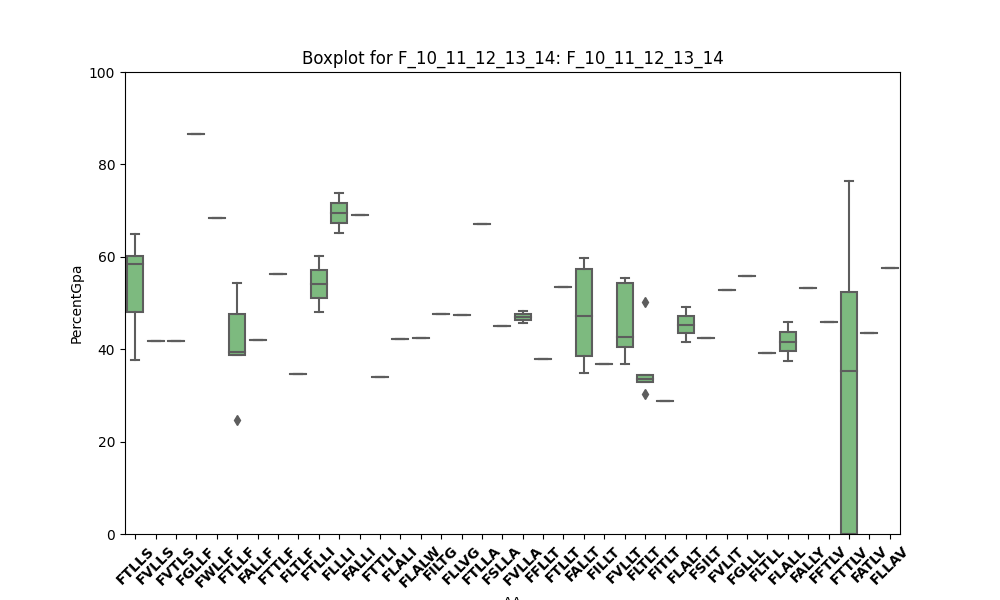 Boxplot for F_10_11_12_13_14: F_10_11_12_13_14
PercentGpa
100
80
60
40
20
0
FTLLS
FVLLS
FVTLS
FGLLF
FWLLF
FTLLF
FALLF
FTTLF
FLTLF
FTLLI
FLLLI
FALLI
FTTLI
FLALI
FLALW
FILTG
FLLVG
FTLLA
FSLLA
FVLLA
FFLLT
FTLLT
FALLT
FILLT
FVLLT
FLTLT
FITLT
FLALT
FSILT
FVLIT
FGLLL
FLTLL
FLALL
FALLY
FFTLV
FTTLV
FATLV
FLLAV